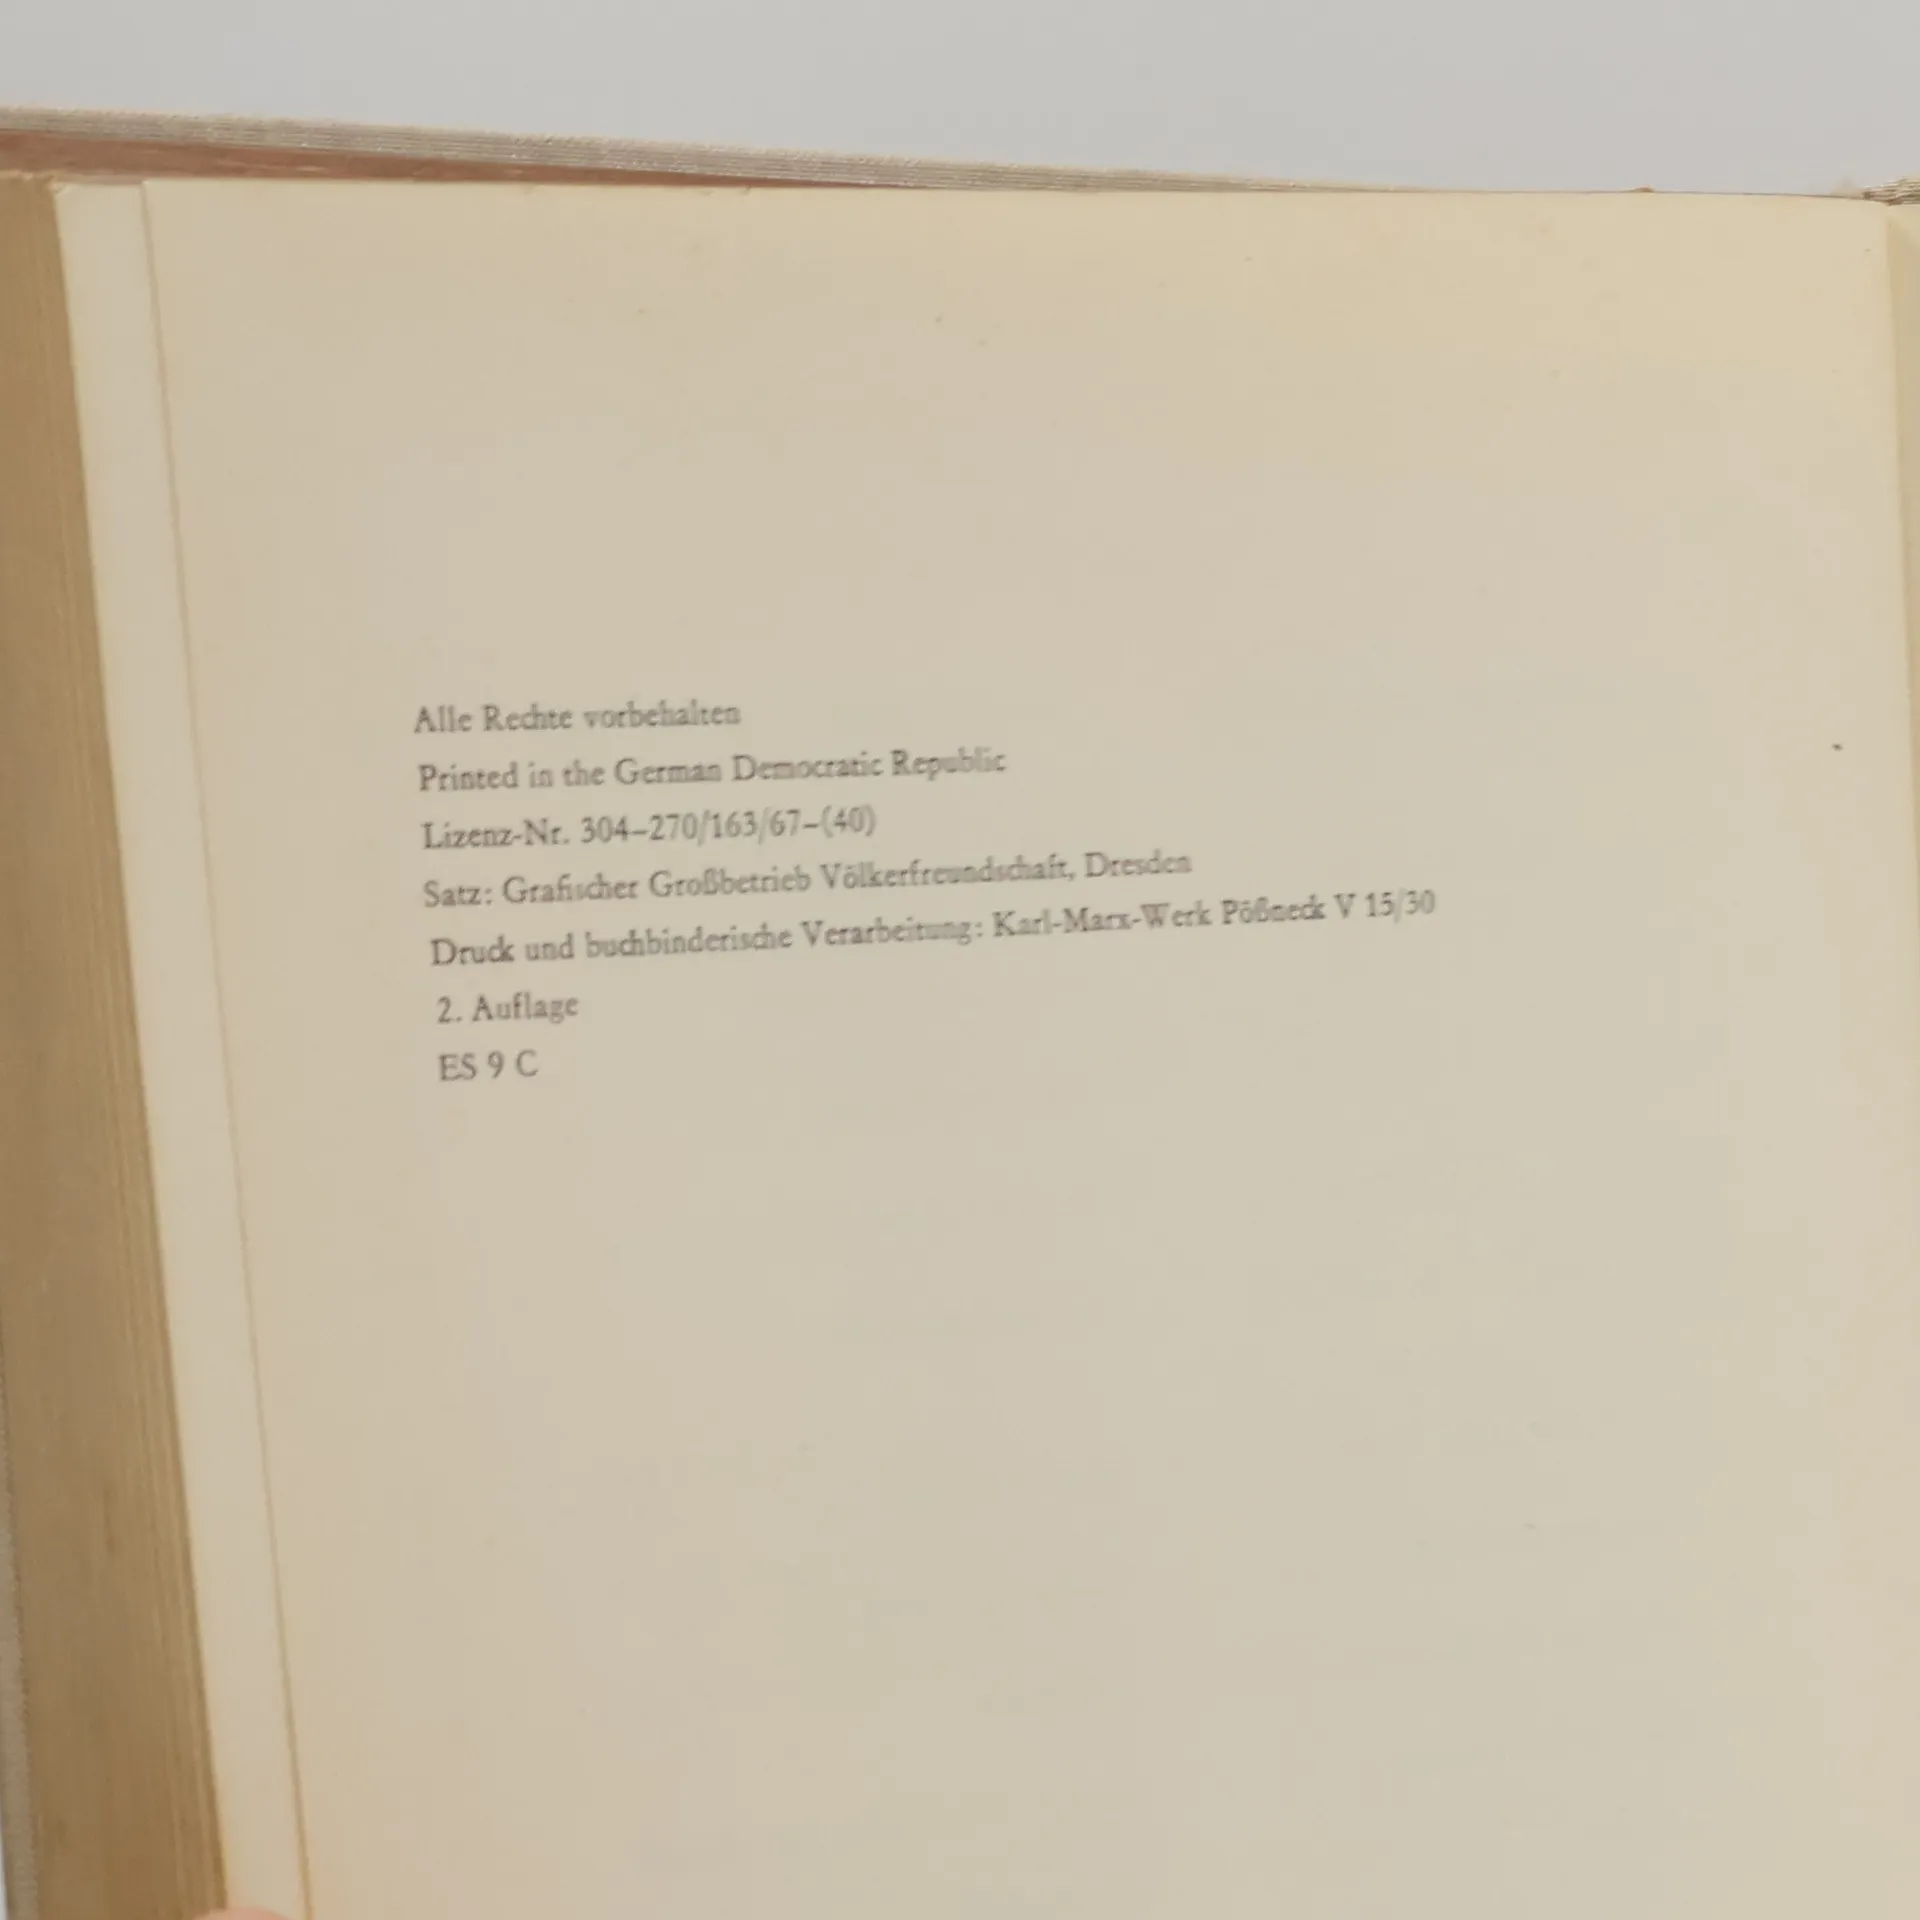 Alle Rechte vorbehalten
Printed in the German Democratic Republic
Lizenz-Nr. 304–270/163/67–(40)
Satz: Grafischer Großbetrieb Völkerfreundschaft, Dresden
Druck und buchbinderische Verarbeitung: Karl-Marx-Werk Pößneck V 15/30
2. Auflage
ES 9 C